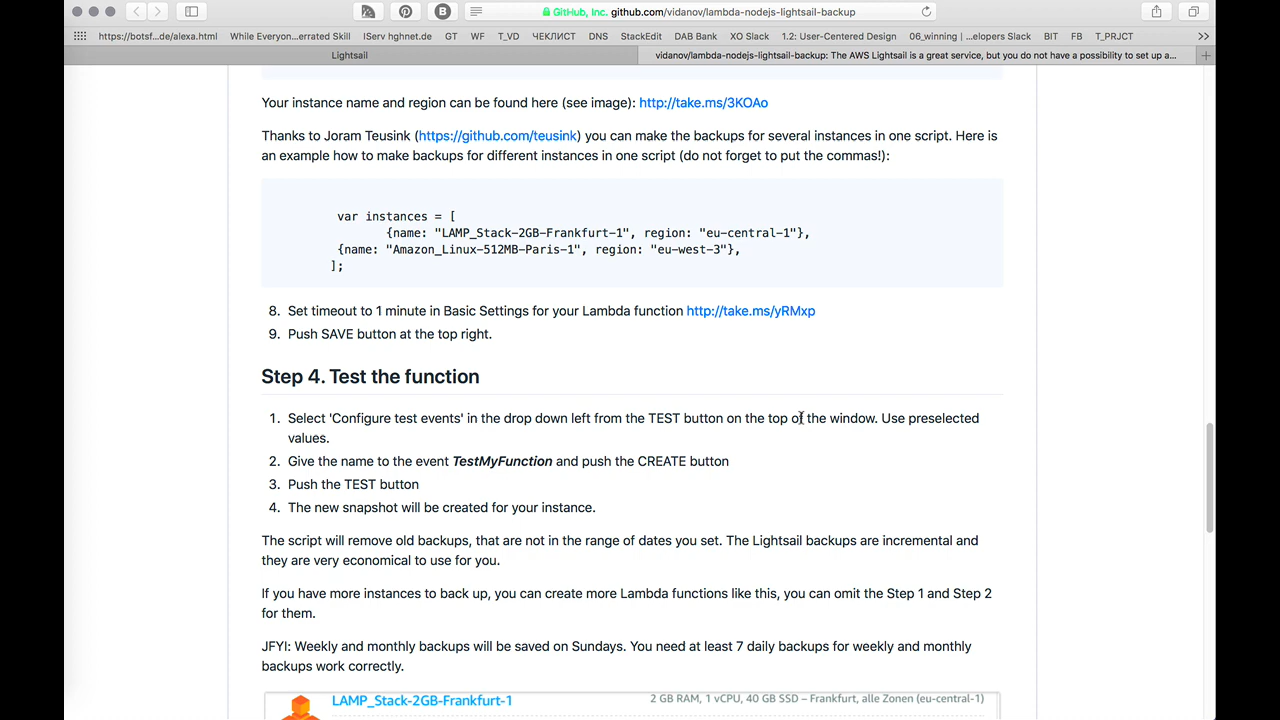 GitHub, Inc. github.com/vidanov/lambda-nodejs-lightsail-backup
https://botsf...de/alexa.html While Everyon...errated Skill IServ hghnet.de GT WF T_VD ЧЕКЛИСТ DNS StackEdit DAB Bank XO Slack 1.2: User-Centered Design 06_winning |...elopers Slack BIT FB T_PRJCT
Lightsail
vidanov/lambda-nodejs-lightsail-backup: The AWS Lightsail is a great service, but you do not have a possibility to set up a...
Your instance name and region can be found here (see image): http://take.ms/3KOAo
Thanks to Joram Teusink (https://github.com/teusink) you can make the backups for several instances in one script. Here is
an example how to make backups for different instances in one script (do not forget to put the commas!):
var instances = [
{name: "LAMP_Stack-2GB-Frankfurt-1", region: "eu-central-1"},
{name: "Amazon_Linux-512MB-Paris-1", region: "eu-west-3"},
];
8. Set timeout to 1 minute in Basic Settings for your Lambda function http://take.ms/yRMxp
9. Push SAVE button at the top right.
Step 4. Test the function
1. Select 'Configure test events' in the drop down left from the TEST button on the top of the window. Use preselected
values.
2. Give the name to the event TestMyFunction and push the CREATE button
3. Push the TEST button
4. The new snapshot will be created for your instance.
The script will remove old backups, that are not in the range of dates you set. The Lightsail backups are incremental and
they are very economical to use for you.
If you have more instances to back up, you can create more Lambda functions like this, you can omit the Step 1 and Step 2
for them.
JFYI: Weekly and monthly backups will be saved on Sundays. You need at least 7 daily backups for weekly and monthly
backups work correctly.
LAMP_Stack-2GB-Frankfurt-1
2 GB RAM, 1 vCPU, 40 GB SSD – Frankfurt, alle Zonen (eu-central-1)